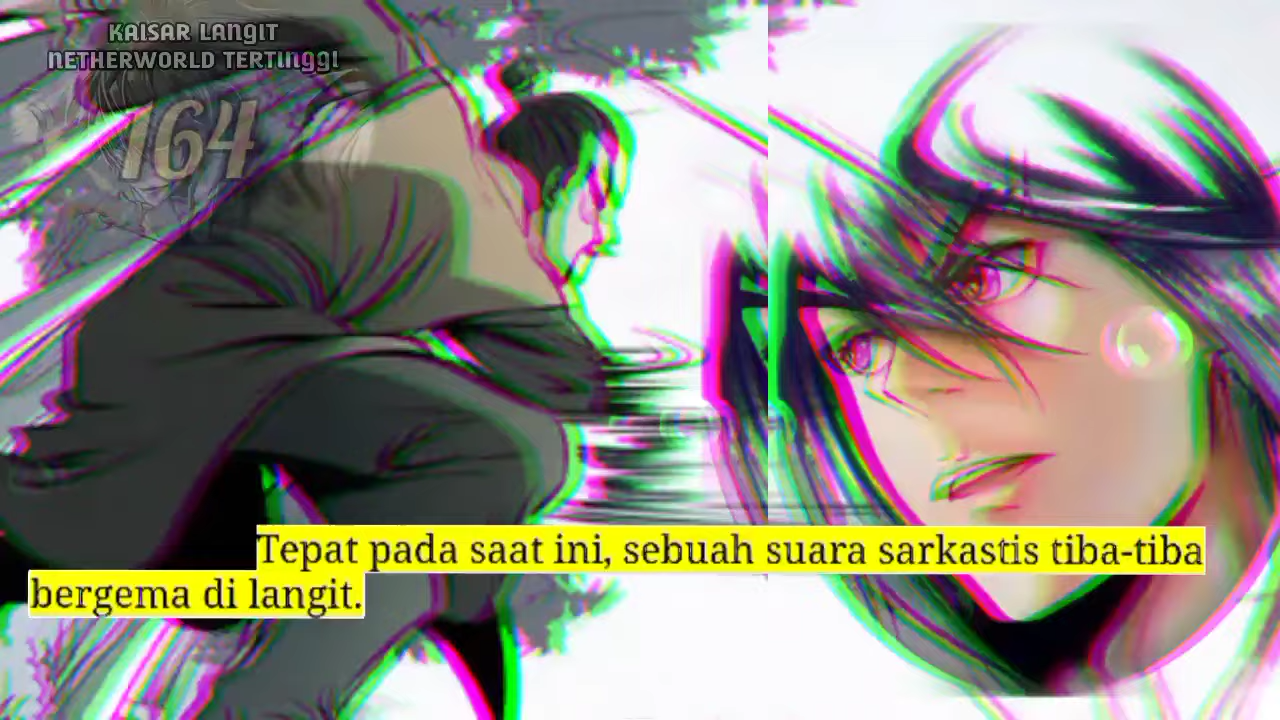 KAISAR LANGIT
NETHERWORLD TERTINGGI
164
Tepat pada saat ini, sebuah suara sarkastis tiba-tiba
bergema di langit.